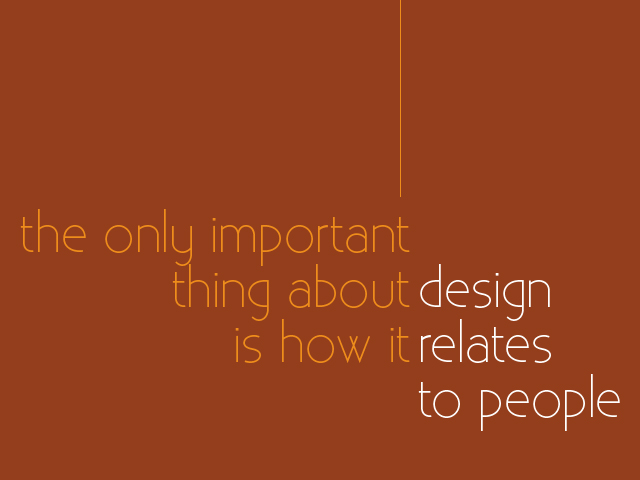 the only important
thing about design
is how it relates
to people